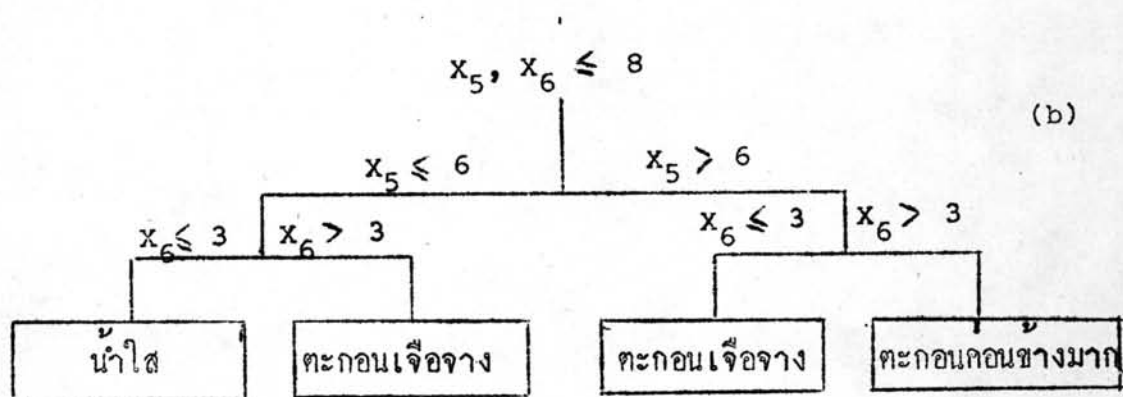 X₅, X₆ ≤ 8
(b)
X₅ ≤ 6 X₅ > 6
X₆ ≤ 3 X₆ > 3 X₆ ≤ 3 X₆ > 3
น้ำใส ตะกอนเจือจาง ตะกอนเจือจาง ตะกอนคอนข้างมาก